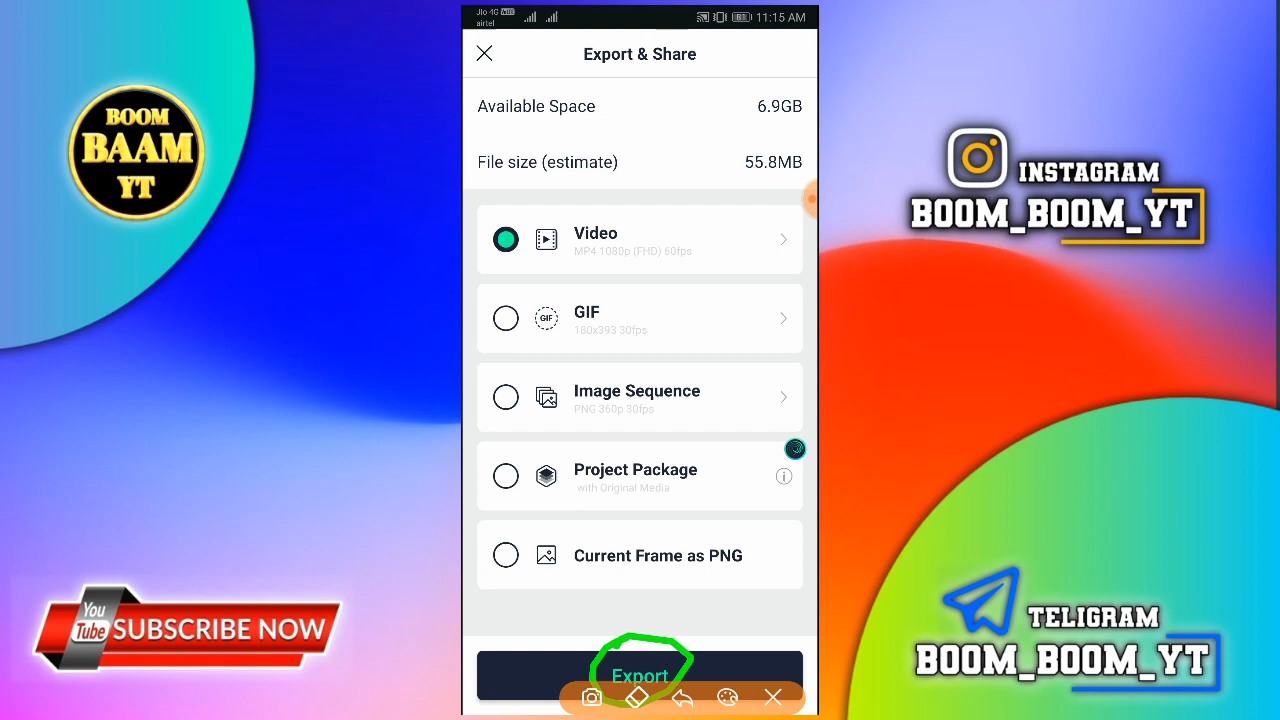 Jio 4G VoLTE
airtel
11:15 AM
Export & Share
Available Space 6.9GB
File size (estimate) 55.8MB
Video
MP4 1080p (FHD) 60fps
GIF
GIF
180x393 30fps
Image Sequence
PNG 360p 30fps
Project Package
with Original Media
Current Frame as PNG
Export
BOOM
BAAM
YT
You
Tube
SUBSCRIBE NOW
INSTAGRAM
BOOM_BOOM_YT
TELIGRAM
BOOM_BOOM_YT